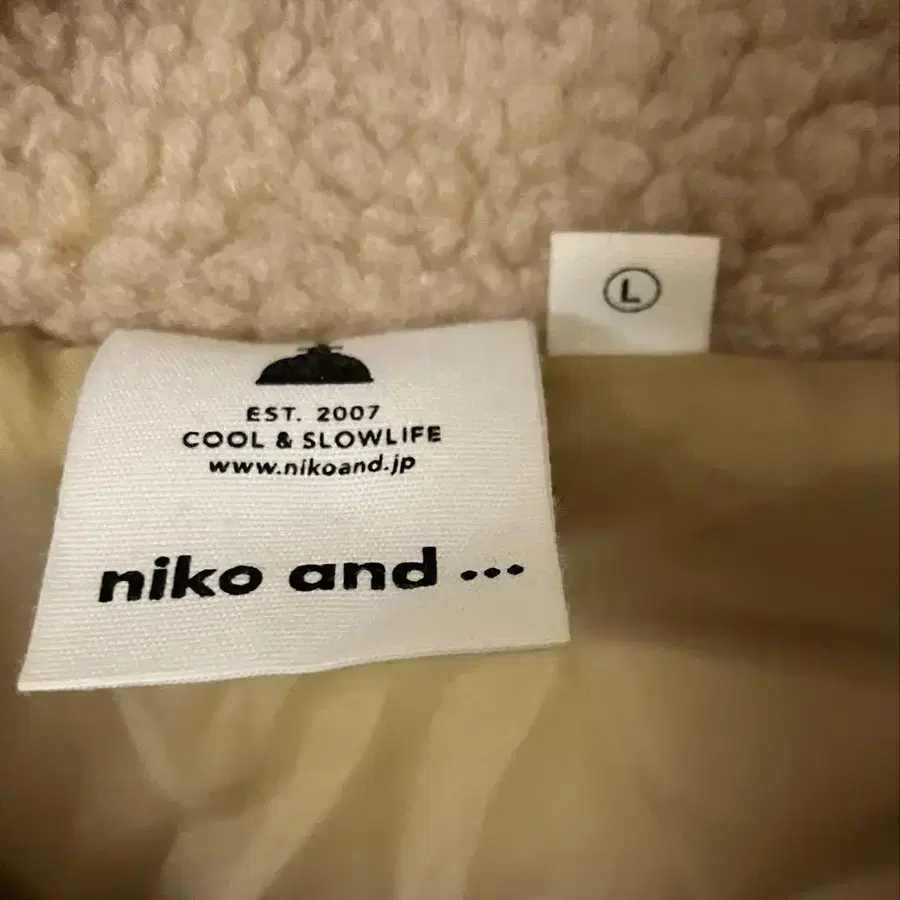 L
EST. 2007
COOL & SLOWLIFE
www.nikoand.jp
niko and ...